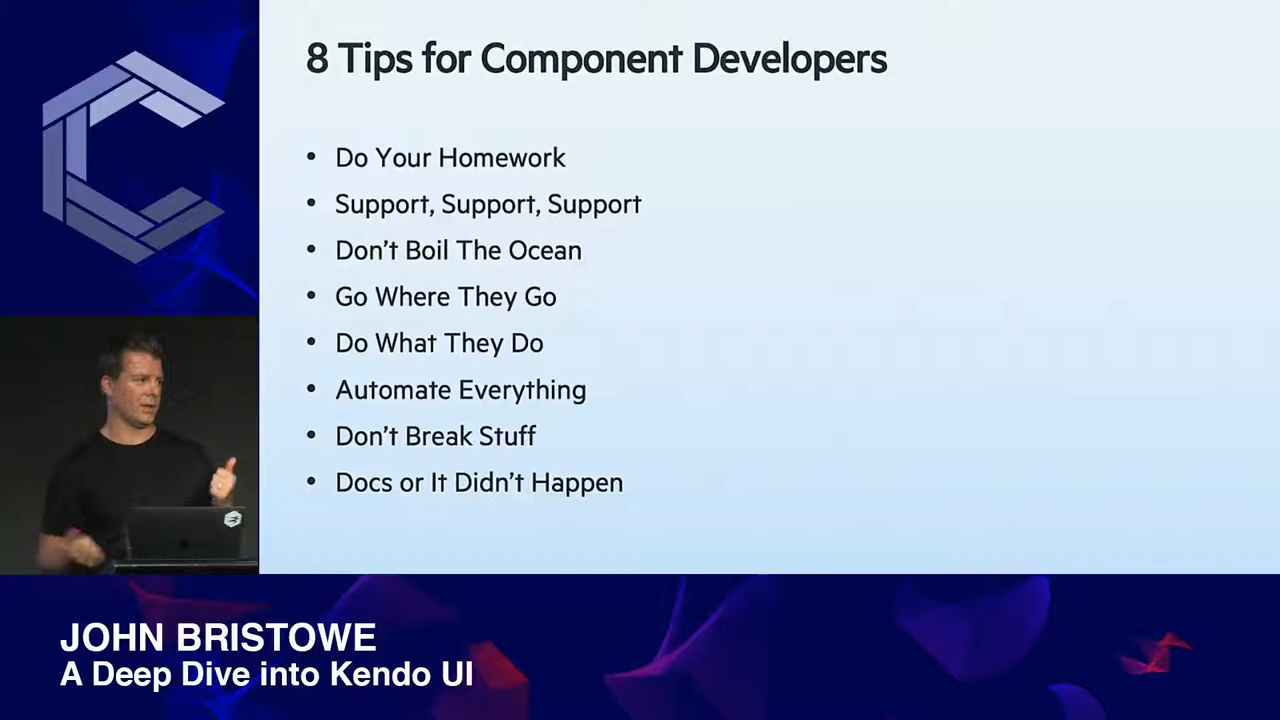 8 Tips for Component Developers
• Do Your Homework
• Support, Support, Support
• Don’t Boil The Ocean
• Go Where They Go
• Do What They Do
• Automate Everything
• Don’t Break Stuff
• Docs or It Didn’t Happen
JOHN BRISTOWE
A Deep Dive into Kendo UI